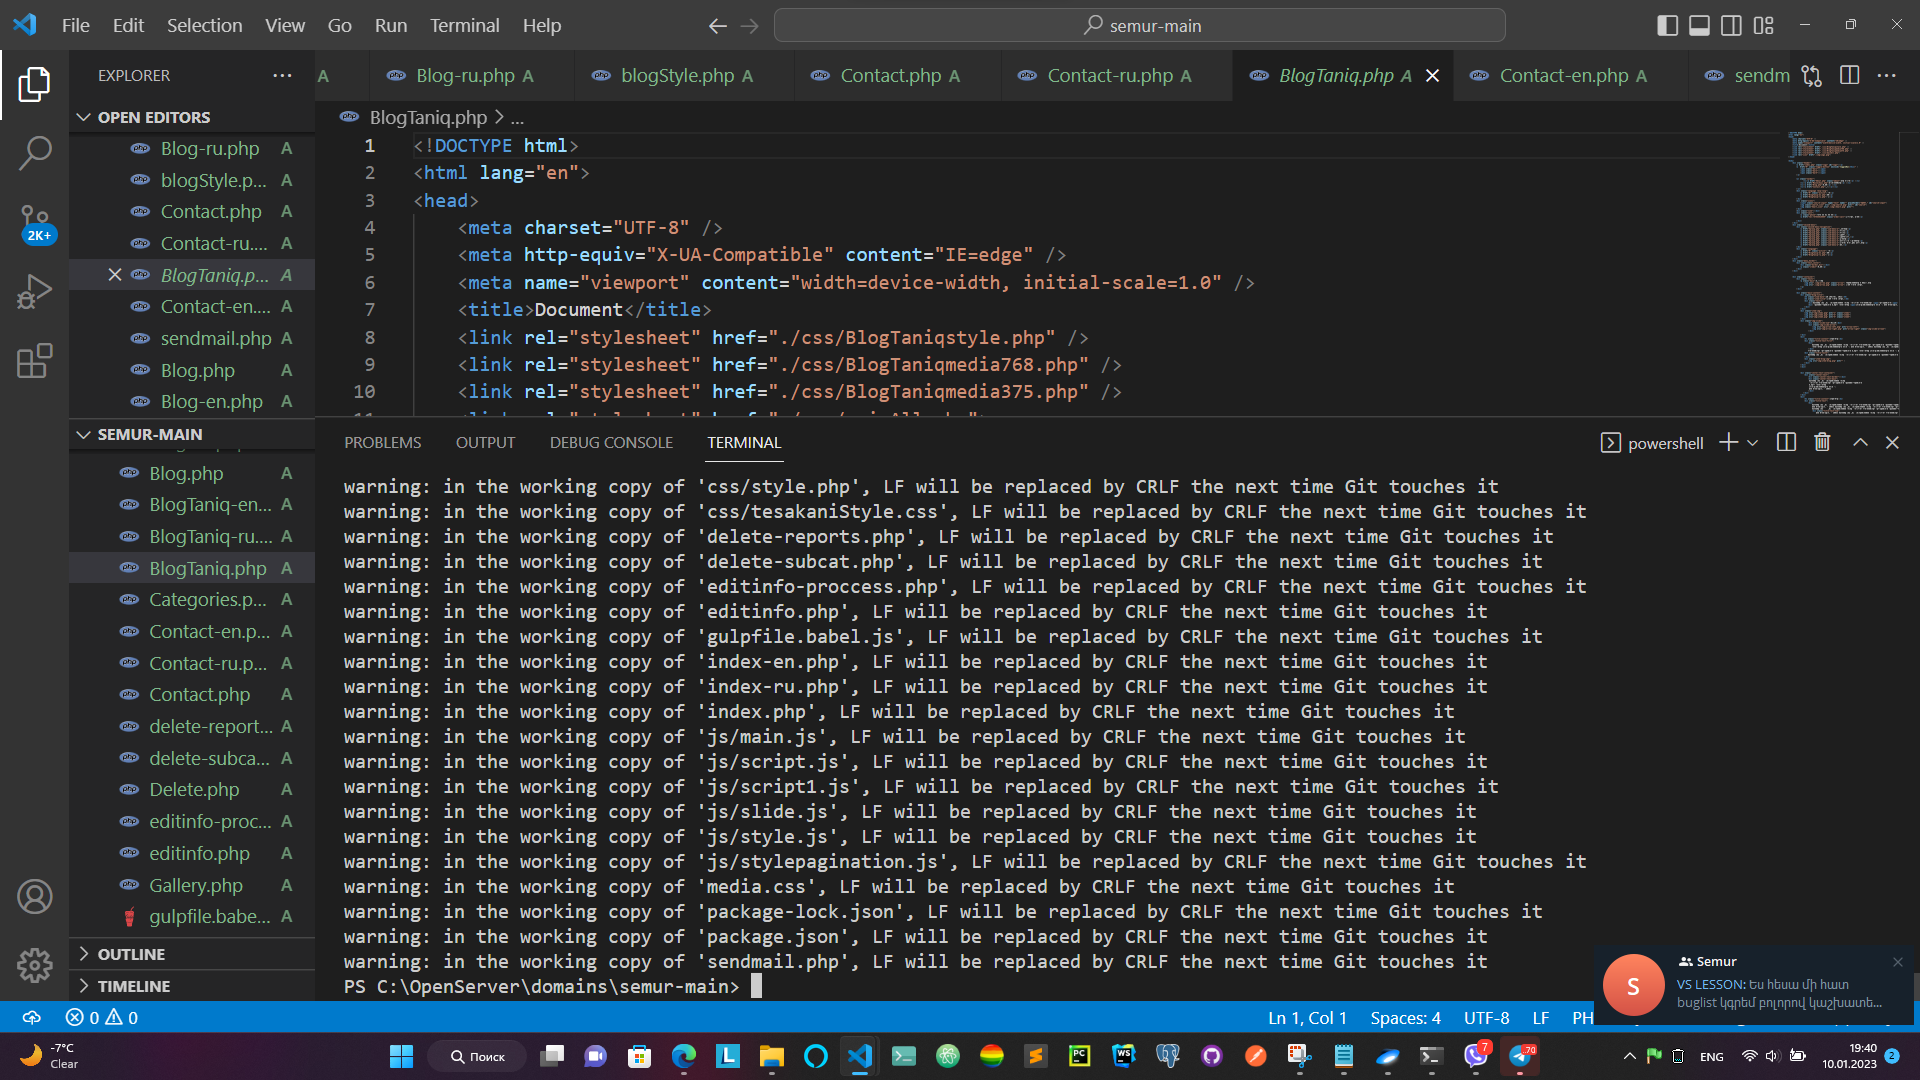 File Edit Selection View Go Run Terminal Help
semur-main
EXPLORER
OPEN EDITORS
Blog-ru.php A
blogStyle.p... A
Contact.php A
Contact-ru.... A
BlogTaniq.p... A
Contact-en.... A
sendmail.php A
Blog.php A
Blog-en.php A
SEMUR-MAIN
Blog.php A
BlogTaniq-en... A
BlogTaniq-ru.... A
BlogTaniq.php A
Categories.p... A
Contact-en.p... A
Contact-ru.p... A
Contact.php A
delete-report... A
delete-subca... A
Delete.php A
editinfo-proc... A
editinfo.php A
Gallery.php A
gulpfile.babe... A
OUTLINE
TIMELINE
2K+
A Blog-ru.php A blogStyle.php A Contact.php A Contact-ru.php A BlogTaniq.php A Contact-en.php A sendm
BlogTaniq.php > ...
1 <!DOCTYPE html>
2 <html lang="en">
3 <head>
4 <meta charset="UTF-8" />
5 <meta http-equiv="X-UA-Compatible" content="IE=edge" />
6 <meta name="viewport" content="width=device-width, initial-scale=1.0" />
7 <title>Document</title>
8 <link rel="stylesheet" href="./css/BlogTaniqstyle.php" />
9 <link rel="stylesheet" href="./css/BlogTaniqmedia768.php" />
10 <link rel="stylesheet" href="./css/BlogTaniqmedia375.php" />
PROBLEMS OUTPUT DEBUG CONSOLE TERMINAL
powershell
warning: in the working copy of 'css/style.php', LF will be replaced by CRLF the next time Git touches it
warning: in the working copy of 'css/tesakaniStyle.css', LF will be replaced by CRLF the next time Git touches it
warning: in the working copy of 'delete-reports.php', LF will be replaced by CRLF the next time Git touches it
warning: in the working copy of 'delete-subcat.php', LF will be replaced by CRLF the next time Git touches it
warning: in the working copy of 'editinfo-proccess.php', LF will be replaced by CRLF the next time Git touches it
warning: in the working copy of 'editinfo.php', LF will be replaced by CRLF the next time Git touches it
warning: in the working copy of 'gulpfile.babel.js', LF will be replaced by CRLF the next time Git touches it
warning: in the working copy of 'index-en.php', LF will be replaced by CRLF the next time Git touches it
warning: in the working copy of 'index-ru.php', LF will be replaced by CRLF the next time Git touches it
warning: in the working copy of 'index.php', LF will be replaced by CRLF the next time Git touches it
warning: in the working copy of 'js/main.js', LF will be replaced by CRLF the next time Git touches it
warning: in the working copy of 'js/script.js', LF will be replaced by CRLF the next time Git touches it
warning: in the working copy of 'js/script1.js', LF will be replaced by CRLF the next time Git touches it
warning: in the working copy of 'js/slide.js', LF will be replaced by CRLF the next time Git touches it
warning: in the working copy of 'js/style.js', LF will be replaced by CRLF the next time Git touches it
warning: in the working copy of 'js/stylepagination.js', LF will be replaced by CRLF the next time Git touches it
warning: in the working copy of 'media.css', LF will be replaced by CRLF the next time Git touches it
warning: in the working copy of 'package-lock.json', LF will be replaced by CRLF the next time Git touches it
warning: in the working copy of 'package.json', LF will be replaced by CRLF the next time Git touches it
warning: in the working copy of 'sendmail.php', LF will be replaced by CRLF the next time Git touches it
PS C:\OpenServer\domains\semur-main>
S
Semur
VS LESSON: Ես հեսա մի հատ
buglist կգրեմ բոլորով կաշխատե...
0 0
Ln 1, Col 1 Spaces: 4 UTF-8 LF PH
-7°C
Clear
Поиск
L
PC
WS
7
70
ENG
19:40
10.01.2023
2